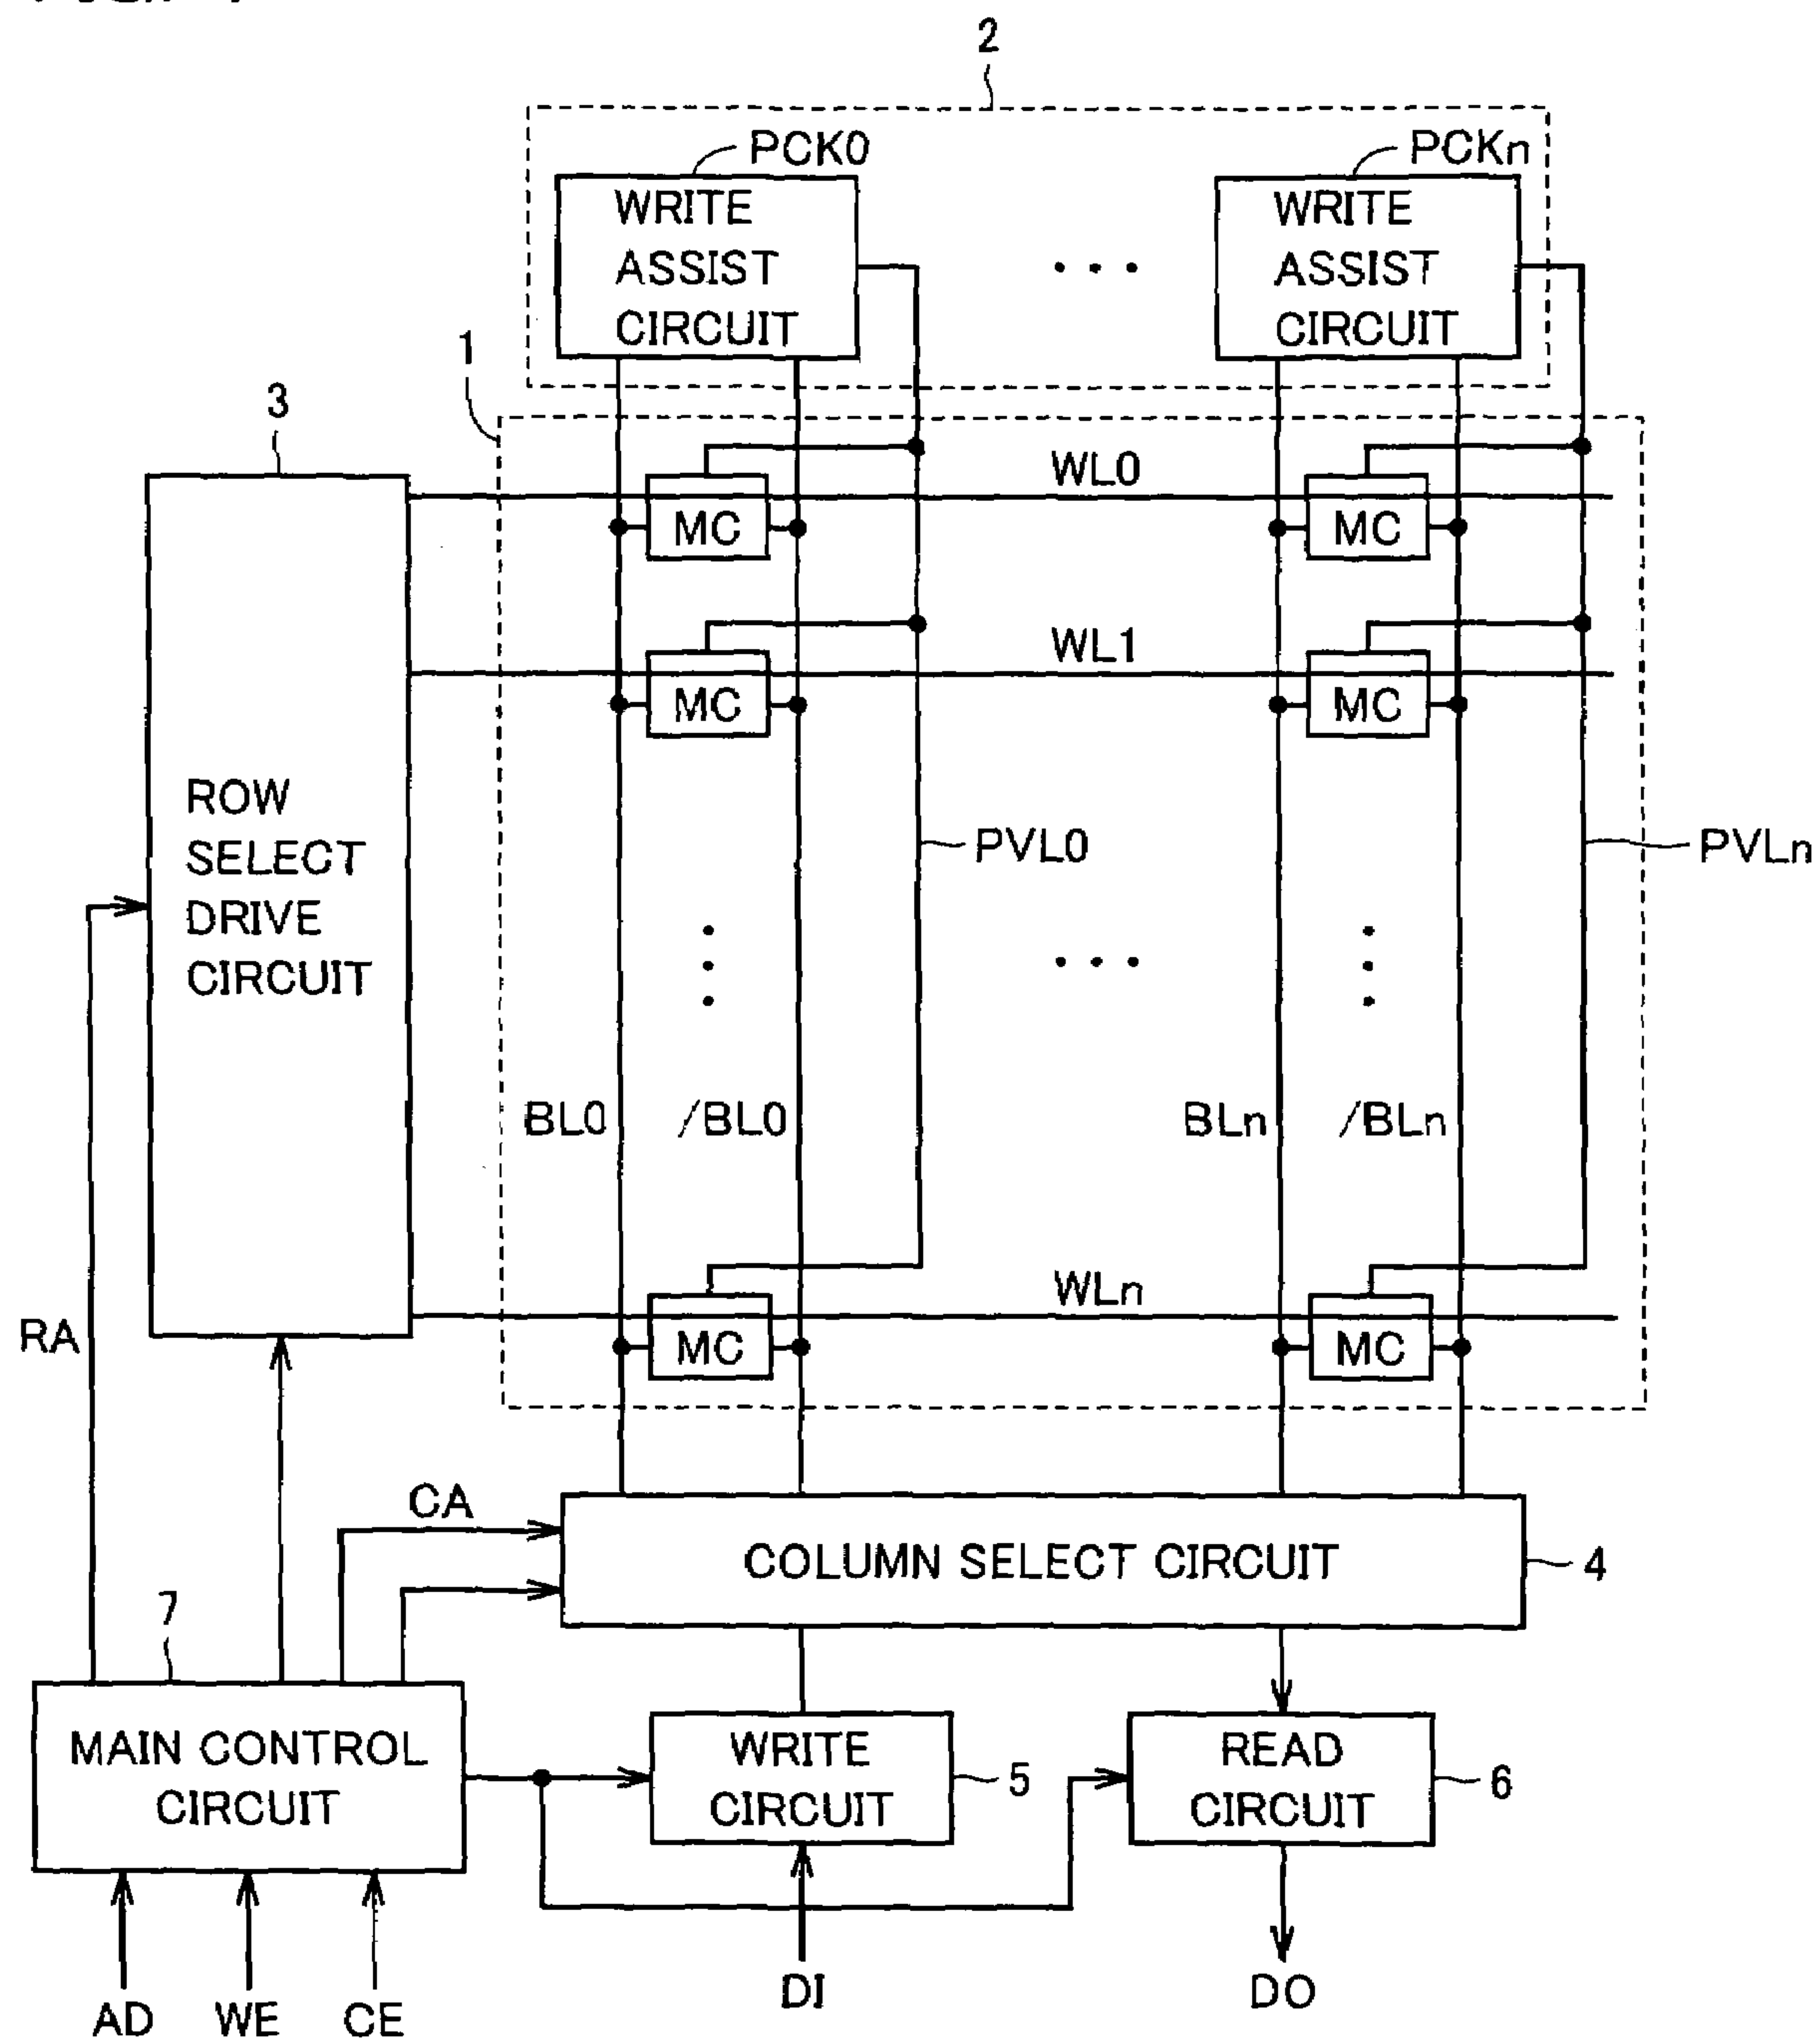 2
PCK0
PCKn
WRITE
ASSIST
CIRCUIT
. . .
WRITE
ASSIST
CIRCUIT
1
3
WL0
MC
MC
WL1
MC
MC
ROW
SELECT
DRIVE
CIRCUIT
PVL0
PVLn
BL0
/BL0
BLn
/BLn
WLn
MC
MC
RA
CA
COLUMN SELECT CIRCUIT
4
7
MAIN CONTROL
CIRCUIT
WRITE
CIRCUIT
5
READ
CIRCUIT
6
AD
WE
CE
DI
DO